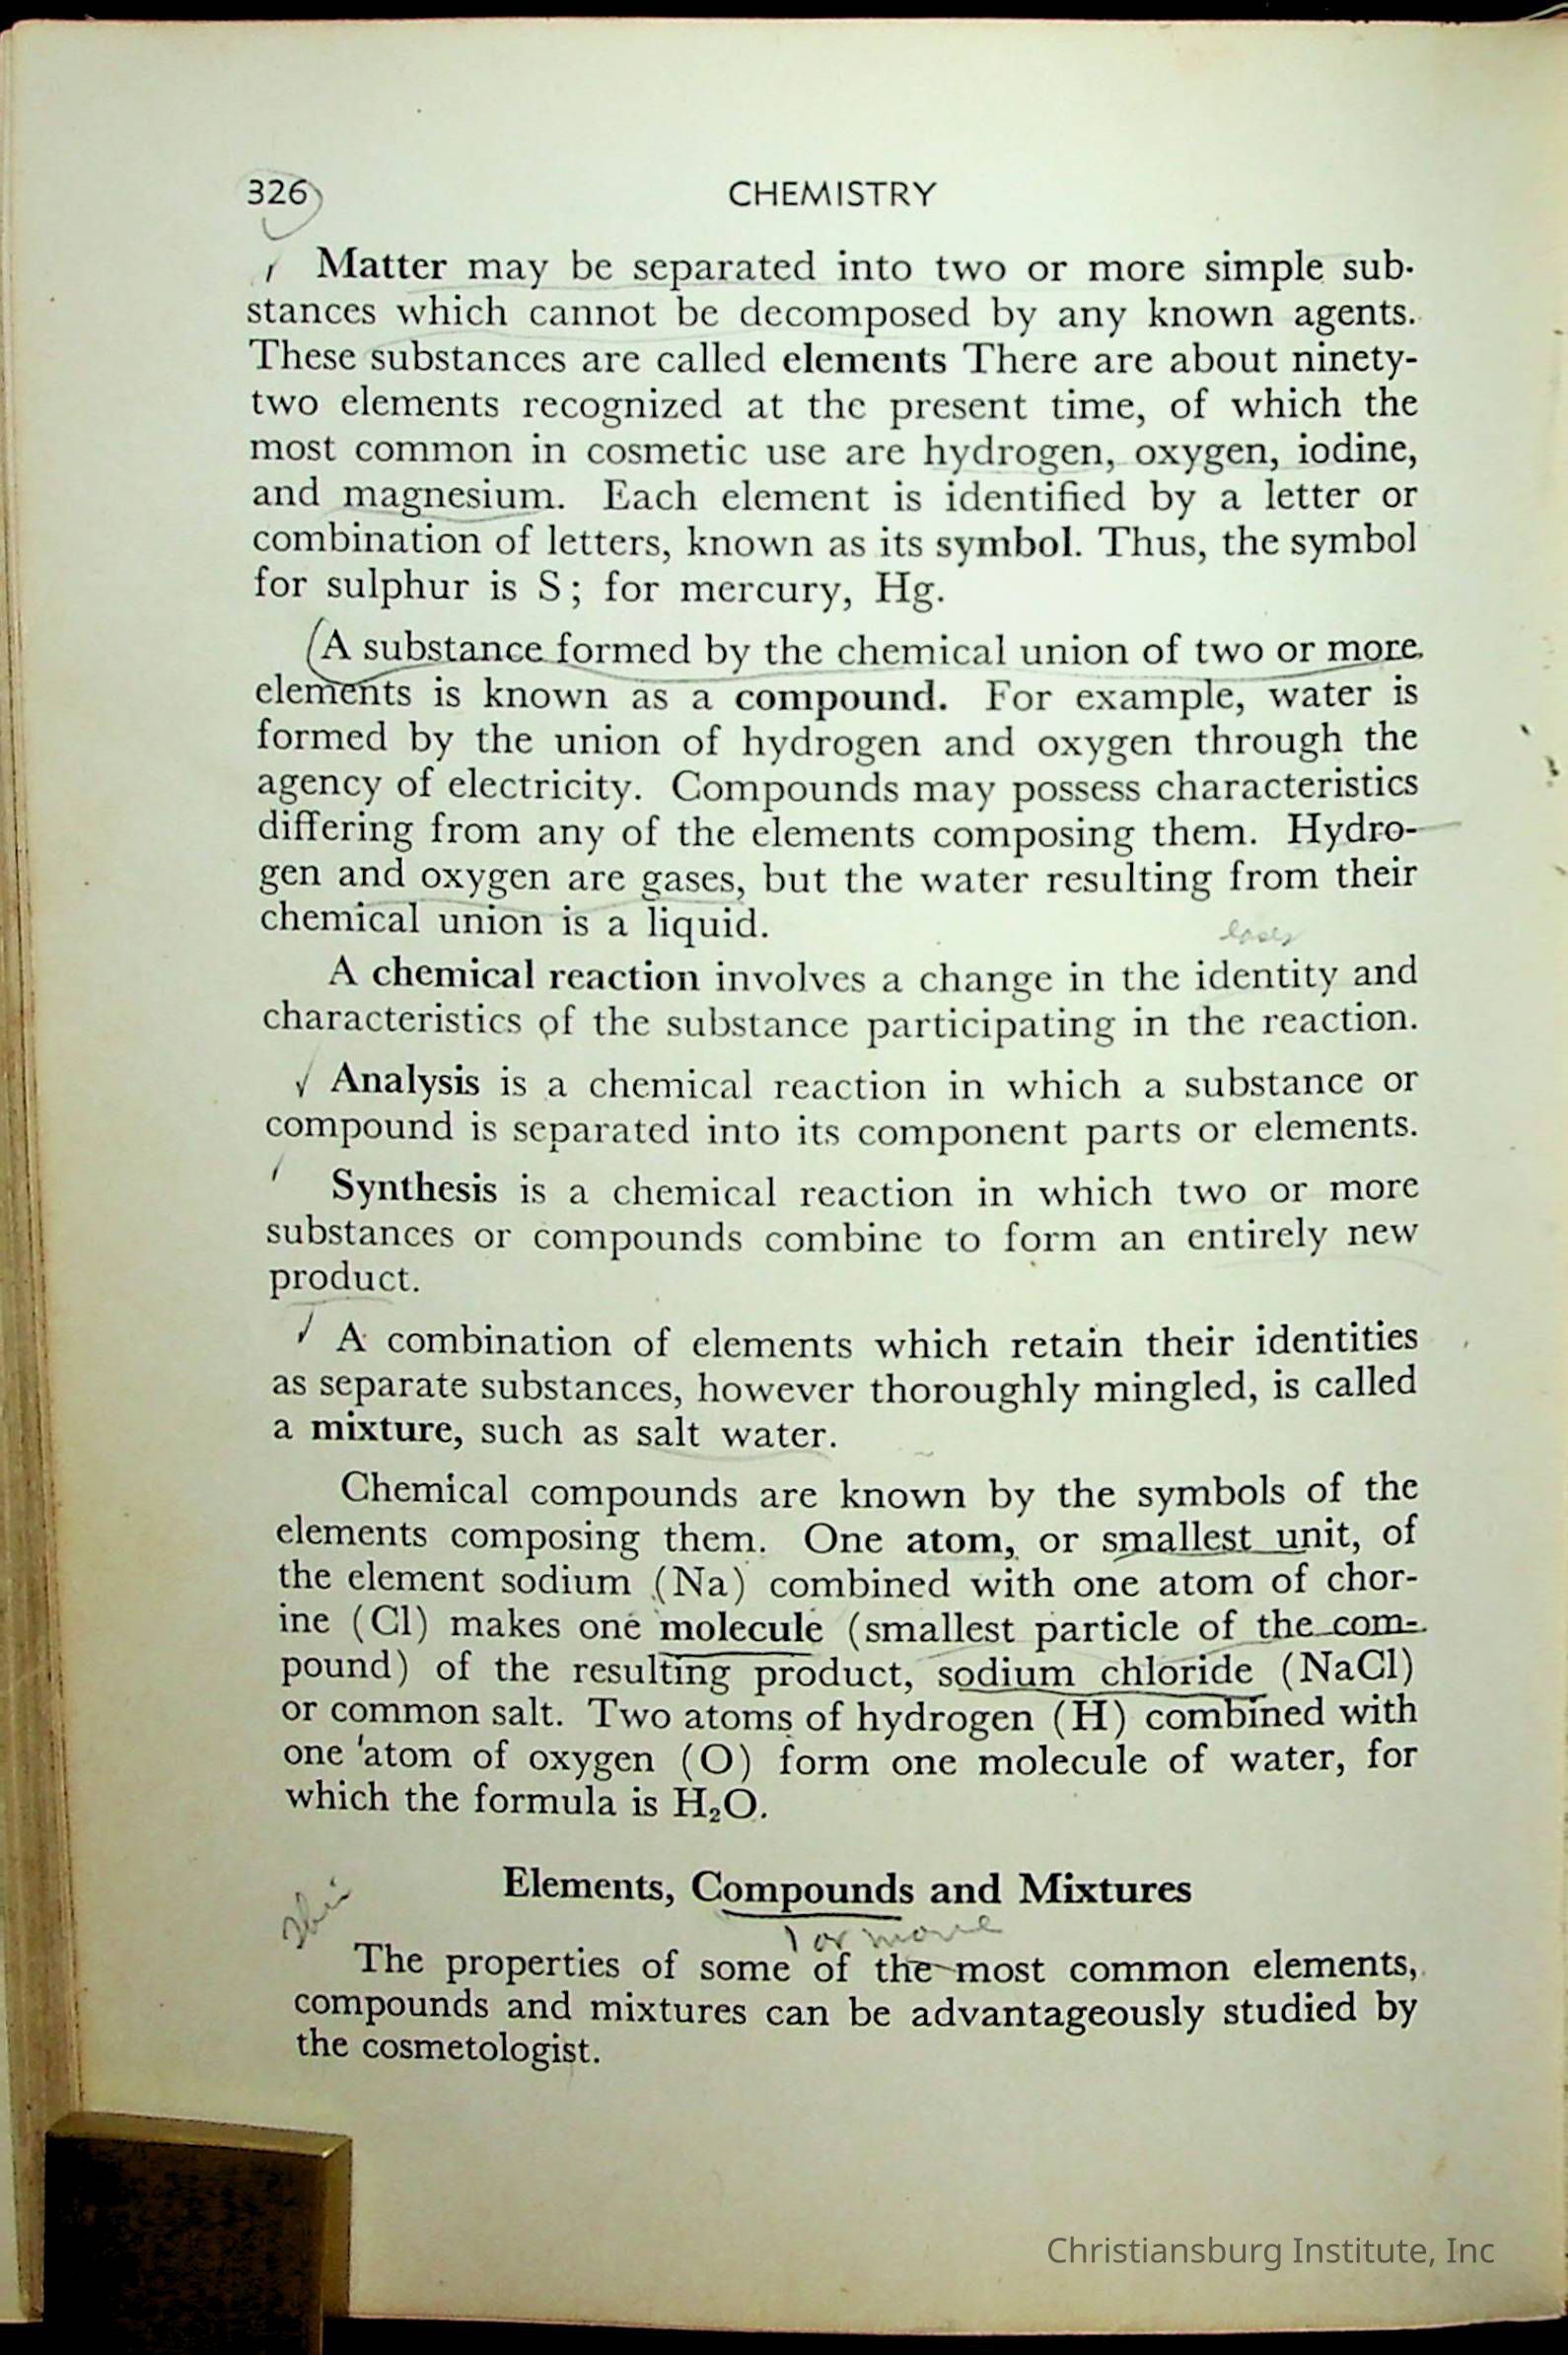 326
CHEMISTRY
Matter may be separated into two or more simple sub-
stances which cannot be decomposed by any known agents.
These substances are called elements There are about ninety-
two elements recognized at the present time, of which the
most common in cosmetic use are hydrogen, oxygen, iodine,
and magnesium. Each element is identified by a letter or
combination of letters, known as its symbol. Thus, the symbol
for sulphur is S; for mercury, Hg.
(A substance formed by the chemical union of two or more
elements is known as a compound. For example, water is
formed by the union of hydrogen and oxygen through the
agency of electricity. Compounds may possess characteristics
differing from any of the elements composing them. Hydro-
gen and oxygen are gases, but the water resulting from their
chemical union is a liquid.
A chemical reaction involves a change in the identity and
characteristics of the substance participating in the reaction.
Analysis is a chemical reaction in which a substance or
compound is separated into its component parts or elements.
Synthesis is a chemical reaction in which two or more
substances or compounds combine to form an entirely new
product.
A combination of elements which retain their identities
as separate substances, however thoroughly mingled, is called
a mixture, such as salt water.
Chemical compounds are known by the symbols of the
elements composing them. One atom, or smallest unit, of
the element sodium (Na) combined with one atom of chor-
ine (Cl) makes one molecule (smallest particle of the com-
pound) of the resulting product, sodium chloride (NaCl)
or common salt. Two atoms of hydrogen (H) combined with
one atom of oxygen (O) form one molecule of water, for
which the formula is H₂O.
Elements, Compounds and Mixtures
1 or more
The properties of some of the most common elements,
compounds and mixtures can be advantageously studied by
the cosmetologist.
Christiansburg Institute, Inc